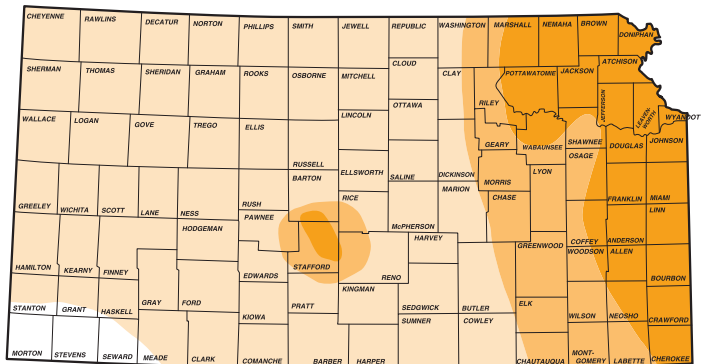 CHEYENNE RAWLINS DECATUR NORTON PHILLIPS SMITH JEWELL REPUBLIC WASHINGTON MARSHALL NEMAHA BROWN
DONIPHAN
CLOUD
SHERMAN THOMAS SHERIDAN GRAHAM ROOKS OSBORNE MITCHELL CLAY POTTAWATOMIE JACKSON ATCHISON
OTTAWA RILEY JEFFERSON LEAVEN-
WORTH
WALLACE LOGAN GOVE TREGO ELLIS LINCOLN WYANDOT
GEARY WABAUNSEE SHAWNEE DOUGLAS JOHNSON
RUSSELL OSAGE
BARTON ELLSWORTH SALINE DICKINSON MORRIS LYON
MARION
GREELEY WICHITA SCOTT LANE NESS RUSH RICE CHASE FRANKLIN MIAMI
PAWNEE LINN
HODGEMAN McPHERSON
HARVEY GREENWOOD COFFEY ANDERSON
WOODSON ALLEN
HAMILTON KEARNY FINNEY EDWARDS STAFFORD RENO BOURBON
KINGMAN
STANTON GRANT HASKELL GRAY FORD KIOWA PRATT SEDGWICK BUTLER ELK WILSON NEOSHO CRAWFORD
SUMNER COWLEY
MORTON STEVENS SEWARD MEADE CLARK COMANCHE BARBER HARPER CHAUTAUQUA MONT-
GOMERY LABETTE CHEROKEE